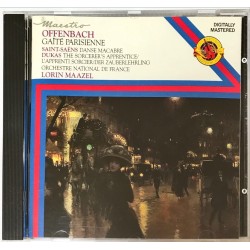 Maestro
OFFENBACH
GAÎTÉ PARISIENNE
SAINT-SAËNS DANSE MACABRE
DUKAS THE SORCERER'S APPRENTICE/
L'APPRENTI SORCIER/DER ZAUBERLEHRLING
ORCHESTRE NATIONAL DE FRANCE
LORIN MAAZEL
DIGITALLY
MASTERED